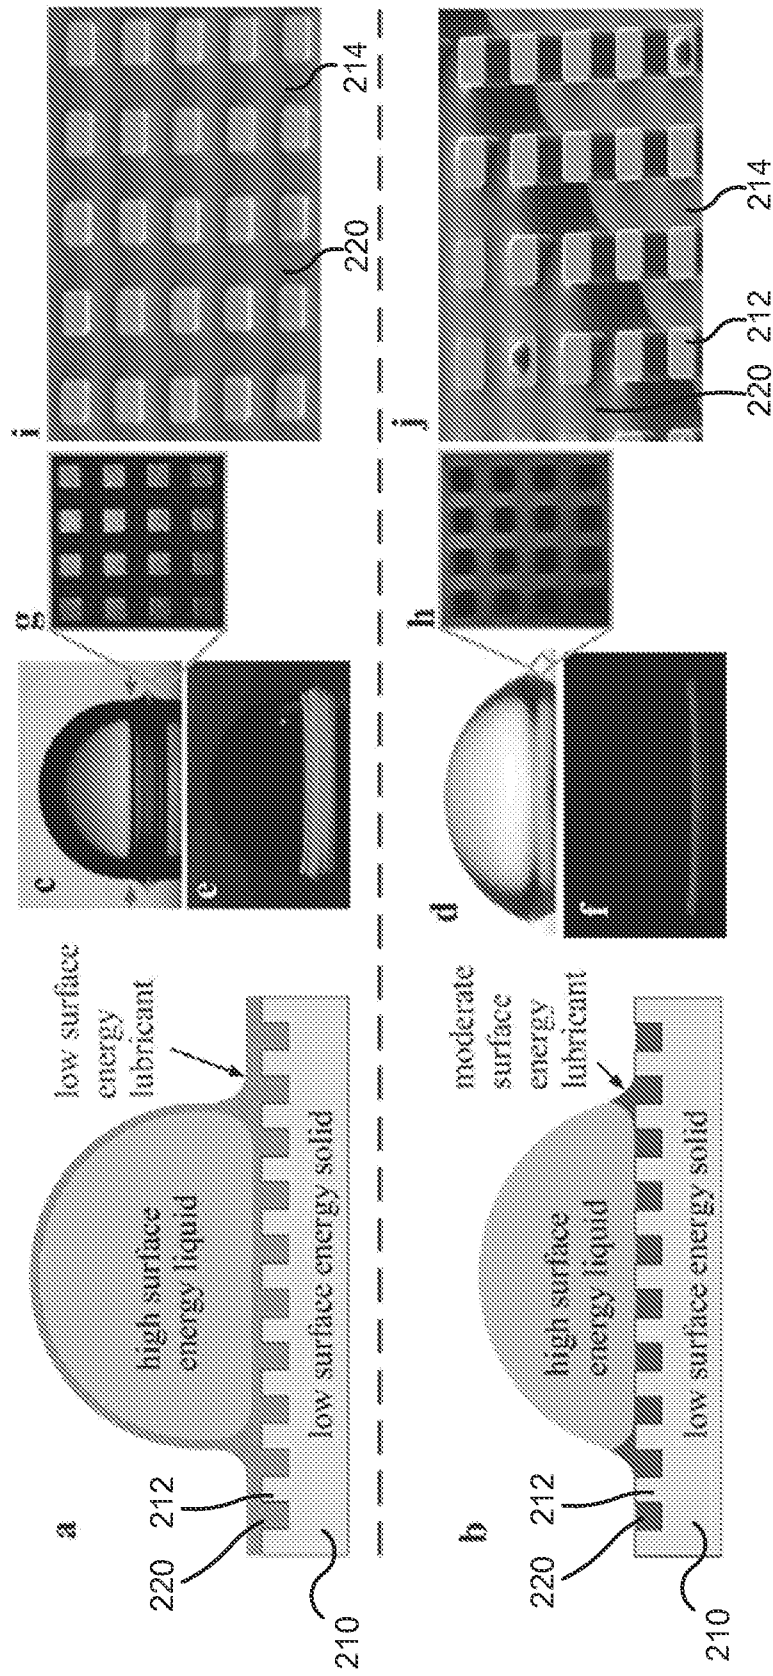 a
low surface
energy
lubricant
high surface
energy liquid
low surface energy solid
220
212
210
c
e
g
i
220
214
b
moderate
surface
energy
lubricant
high surface
energy liquid
low surface energy solid
220
212
210
d
f
h
j
220
212
214